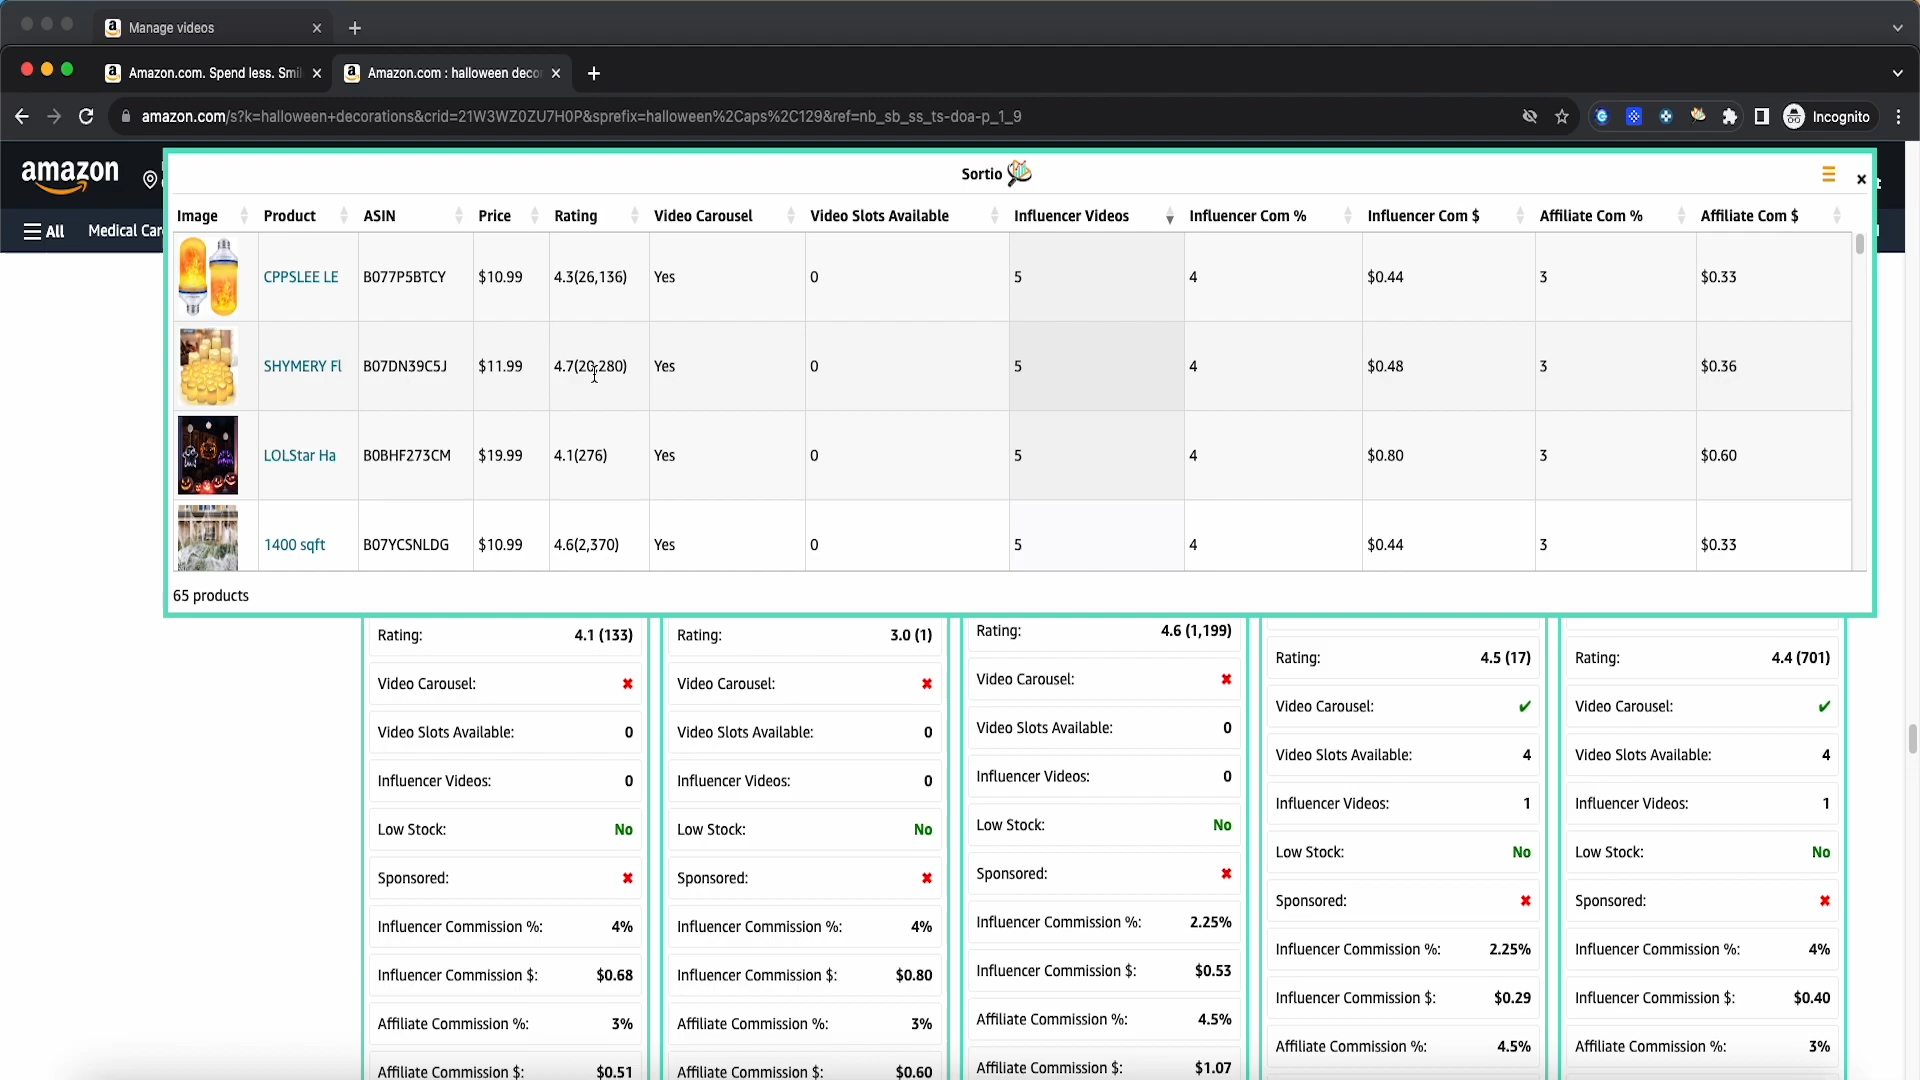 Manage videos
Amazon.com. Spend less. Smil
Amazon.com : halloween deco
amazon.com/s?k=halloween+decorations&crid=21W3WZ0ZU7H0P&sprefix=halloween%2Caps%2C129&ref=nb_sb_ss_ts-doa-p_1_9
Incognito
amazon
All Medical Car
Sortio
Image Product ASIN Price Rating Video Carousel Video Slots Available Influencer Videos Influencer Com % Influencer Com $ Affiliate Com % Affiliate Com $
CPPSLEE LE B077P5BTCY $10.99 4.3(26,136) Yes 0 5 4 $0.44 3 $0.33
SHYMERY Fl B07DN39C5J $11.99 4.7(20,280) Yes 0 5 4 $0.48 3 $0.36
LOLStar Ha B0BHF273CM $19.99 4.1(276) Yes 0 5 4 $0.80 3 $0.60
1400 sqft B07YCSNLDG $10.99 4.6(2,370) Yes 0 5 4 $0.44 3 $0.33
65 products
Rating: 4.1 (133)
Video Carousel: ✖
Video Slots Available: 0
Influencer Videos: 0
Low Stock: No
Sponsored: ✖
Influencer Commission %: 4%
Influencer Commission $: $0.68
Affiliate Commission %: 3%
Affiliate Commission $: $0.51
Rating: 3.0 (1)
Video Carousel: ✖
Video Slots Available: 0
Influencer Videos: 0
Low Stock: No
Sponsored: ✖
Influencer Commission %: 4%
Influencer Commission $: $0.80
Affiliate Commission %: 3%
Affiliate Commission $: $0.60
Rating: 4.6 (1,199)
Video Carousel: ✖
Video Slots Available: 0
Influencer Videos: 0
Low Stock: No
Sponsored: ✖
Influencer Commission %: 2.25%
Influencer Commission $: $0.53
Affiliate Commission %: 4.5%
Affiliate Commission $: $1.07
Rating: 4.5 (17)
Video Carousel: ✔
Video Slots Available: 4
Influencer Videos: 1
Low Stock: No
Sponsored: ✖
Influencer Commission %: 2.25%
Influencer Commission $: $0.29
Affiliate Commission %: 4.5%
Rating: 4.4 (701)
Video Carousel: ✔
Video Slots Available: 4
Influencer Videos: 1
Low Stock: No
Sponsored: ✖
Influencer Commission %: 4%
Influencer Commission $: $0.40
Affiliate Commission %: 3%